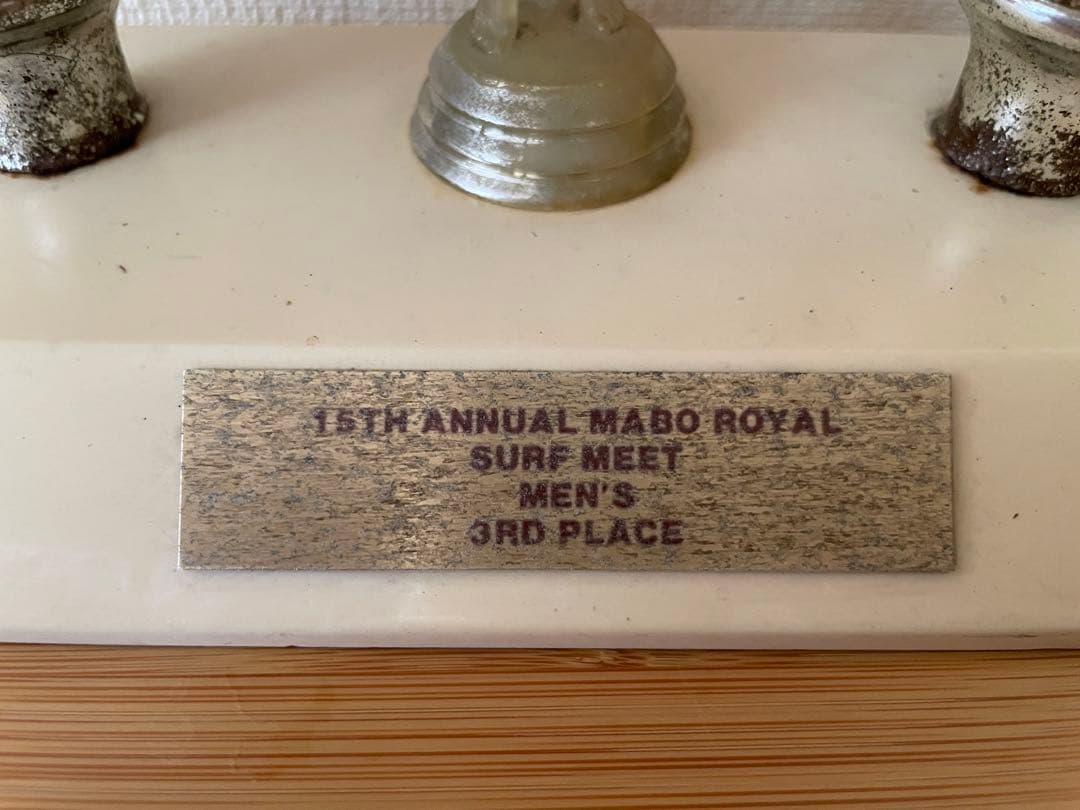 15TH ANNUAL MABO ROYAL
SURF MEET
MEN'S
3RD PLACE